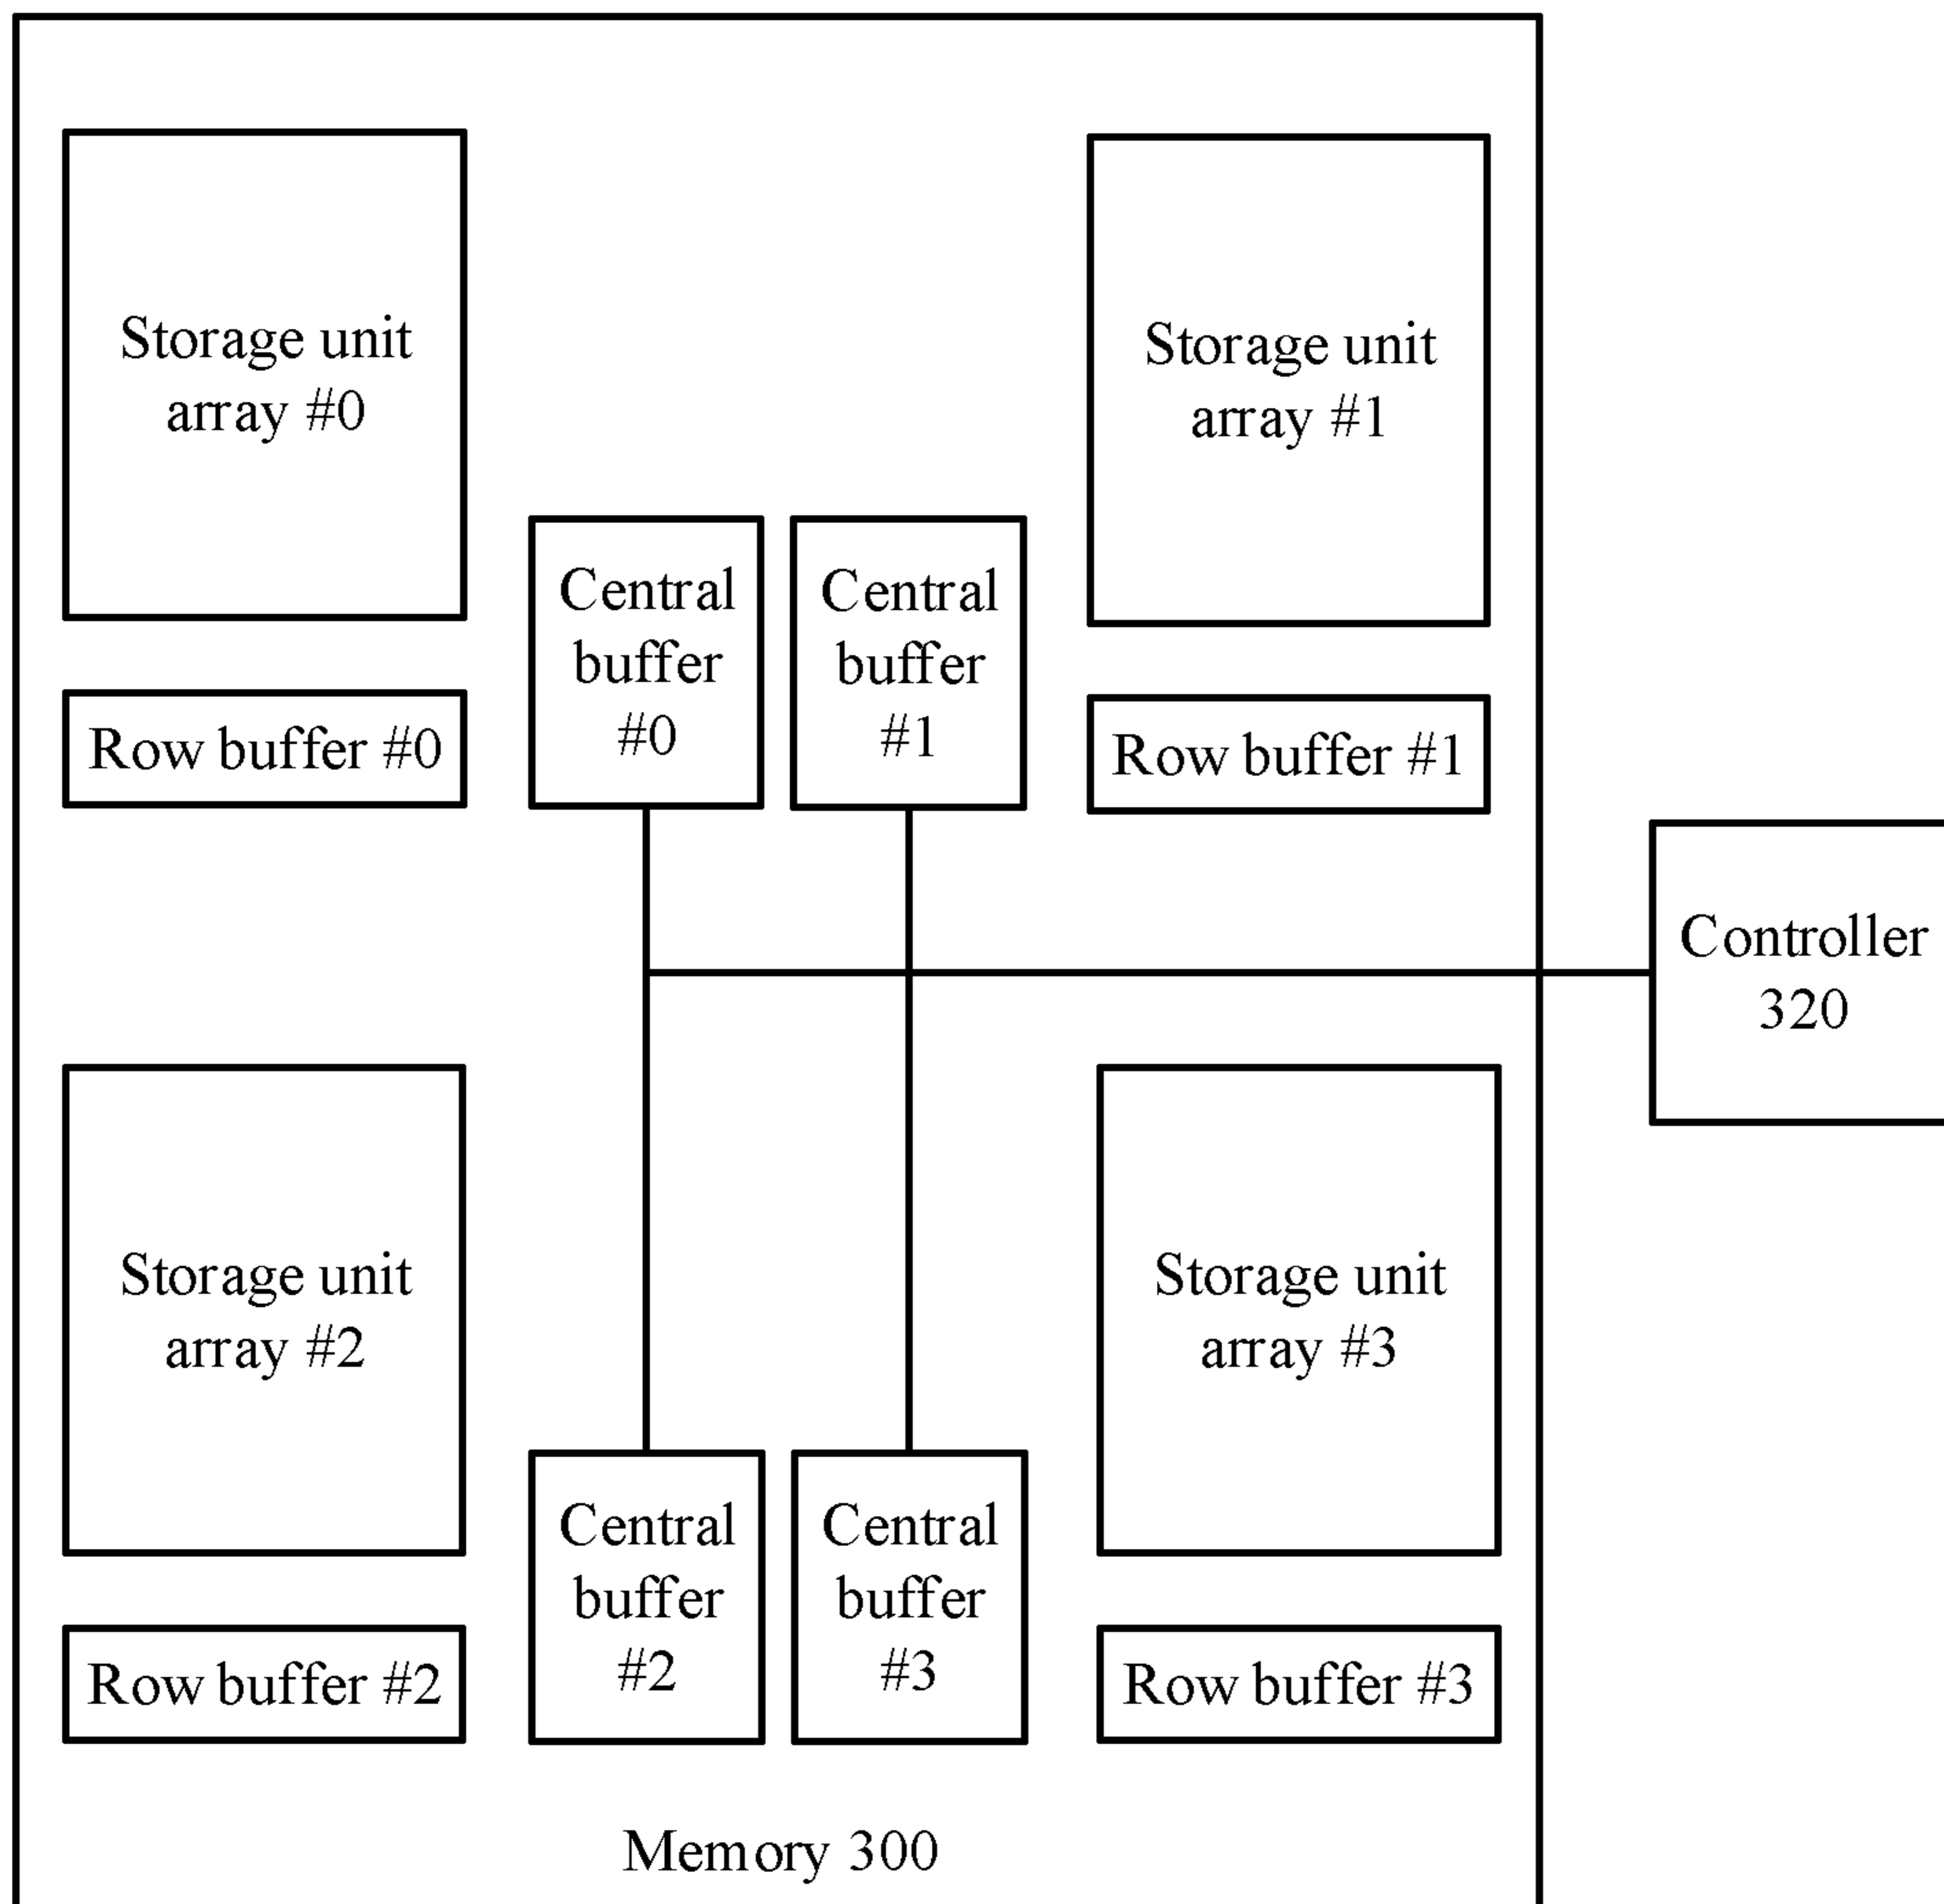 Storage unit
array #0
Storage unit
array #1
Central
buffer
#0
Central
buffer
#1
Row buffer #0
Row buffer #1
Controller
320
Storage unit
array #2
Storage unit
array #3
Central
buffer
#2
Central
buffer
#3
Row buffer #2
Row buffer #3
Memory 300